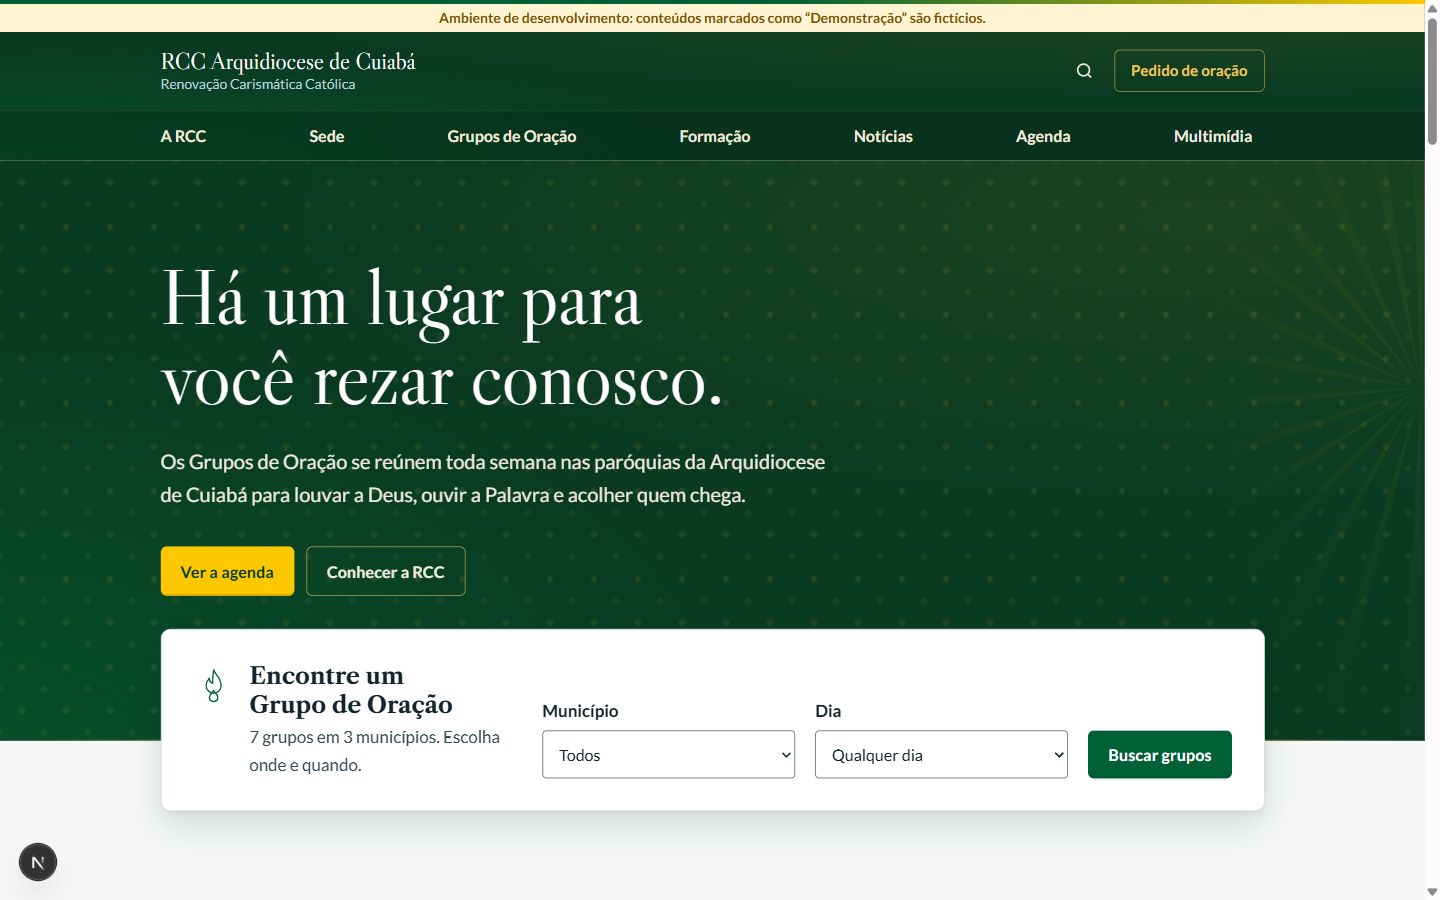 Ambiente de desenvolvimento: conteúdos marcados como “Demonstração” são fictícios.
RCC Arquidiocese de Cuiabá
Renovação Carismática Católica
Pedido de oração
A RCC
Sede
Grupos de Oração
Formação
Notícias
Agenda
Multimídia
Há um lugar para
você rezar conosco.
Os Grupos de Oração se reúnem toda semana nas paróquias da Arquidiocese
de Cuiabá para louvar a Deus, ouvir a Palavra e acolher quem chega.
Ver a agenda
Conhecer a RCC
Encontre um
Grupo de Oração
7 grupos em 3 municípios. Escolha
onde e quando.
Município
Todos
Dia
Qualquer dia
Buscar grupos
N